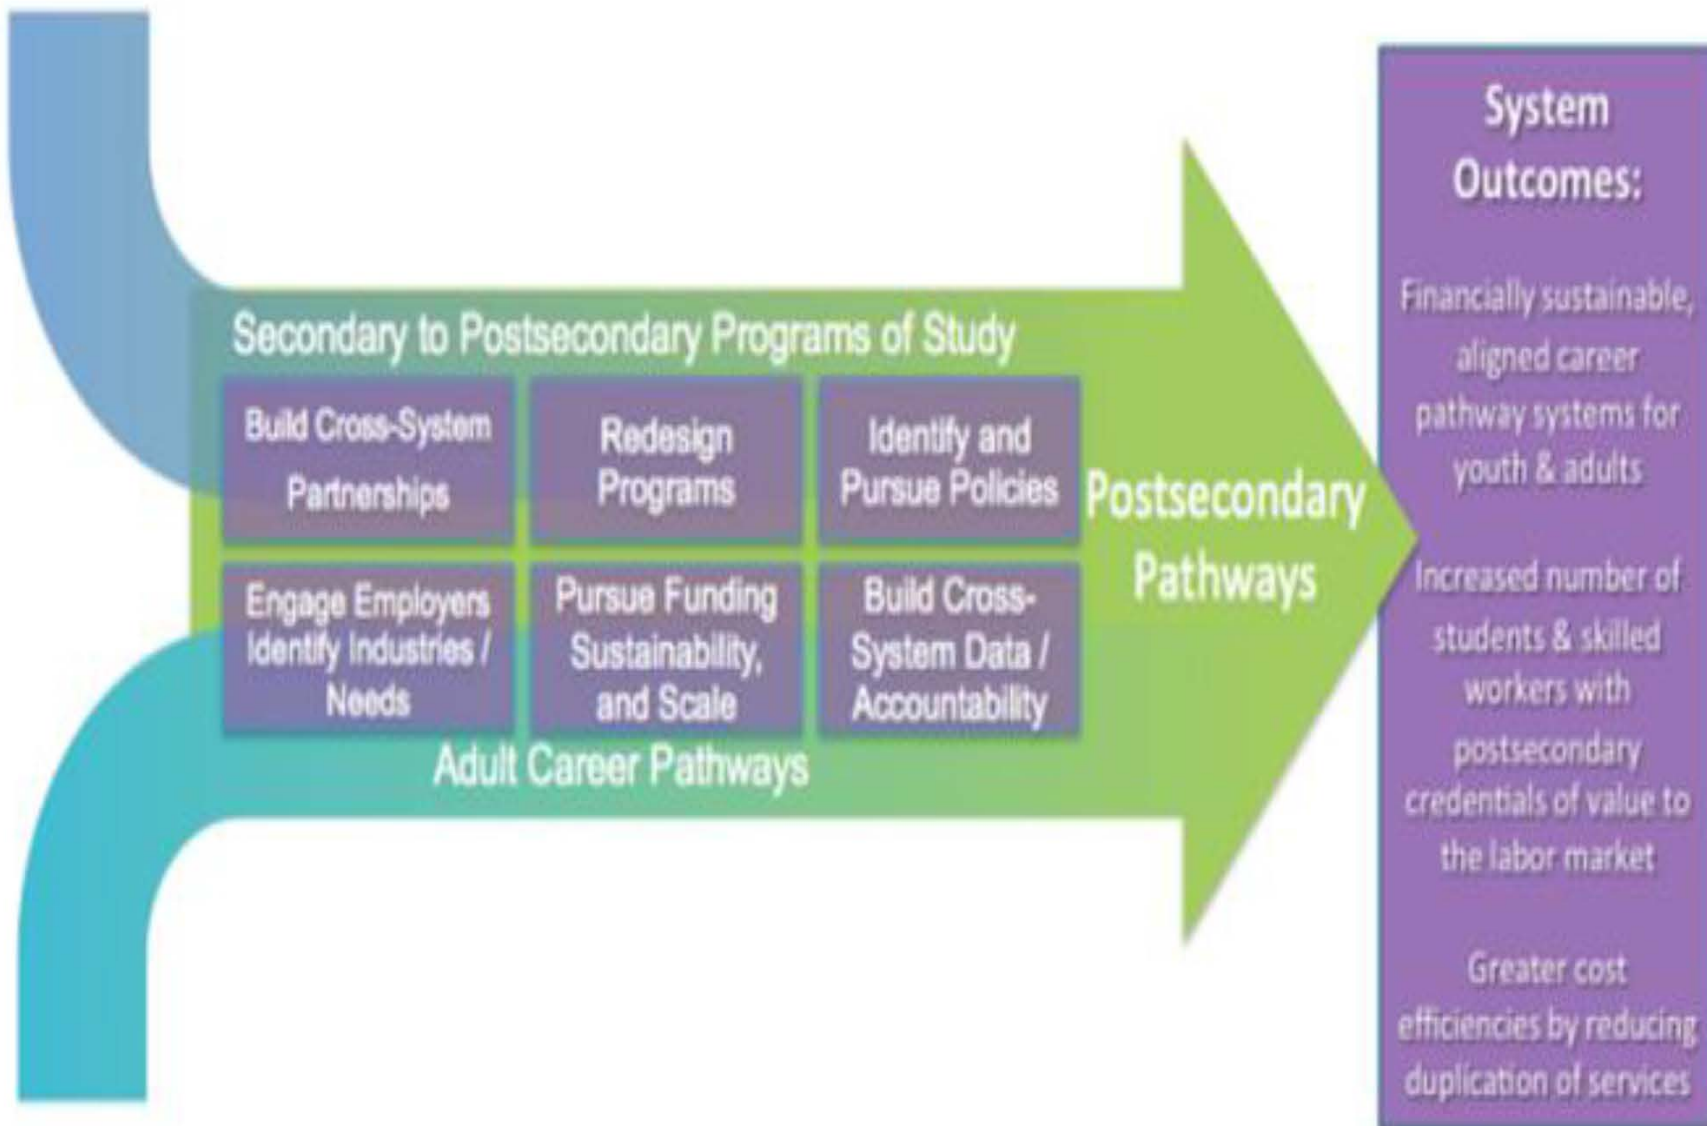 Secondary to Postsecondary Programs of Study
Build Cross-System
Partnerships
Redesign
Programs
Identify and
Pursue Policies
Engage Employers
Identify Industries /
Needs
Pursue Funding
Sustainability,
and Scale
Build Cross-
System Data /
Accountability
Adult Career Pathways
Postsecondary
Pathways
System
Outcomes:
Financially sustainable,
aligned career
pathway systems for
youth & adults
Increased number of
students & skilled
workers with
postsecondary
credentials of value to
the labor market
Greater cost
efficiencies by reducing
duplication of services